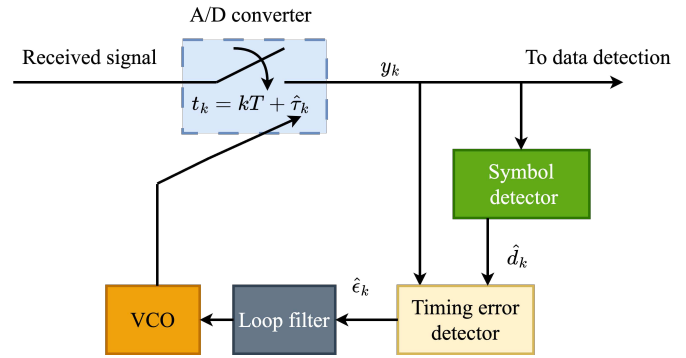 A/D converter
Received signal
To data detection
y_k
t_k = kT + τ̂_k
Symbol
detector
d̂_k
ε̂_k
VCO
Loop filter
Timing error
detector